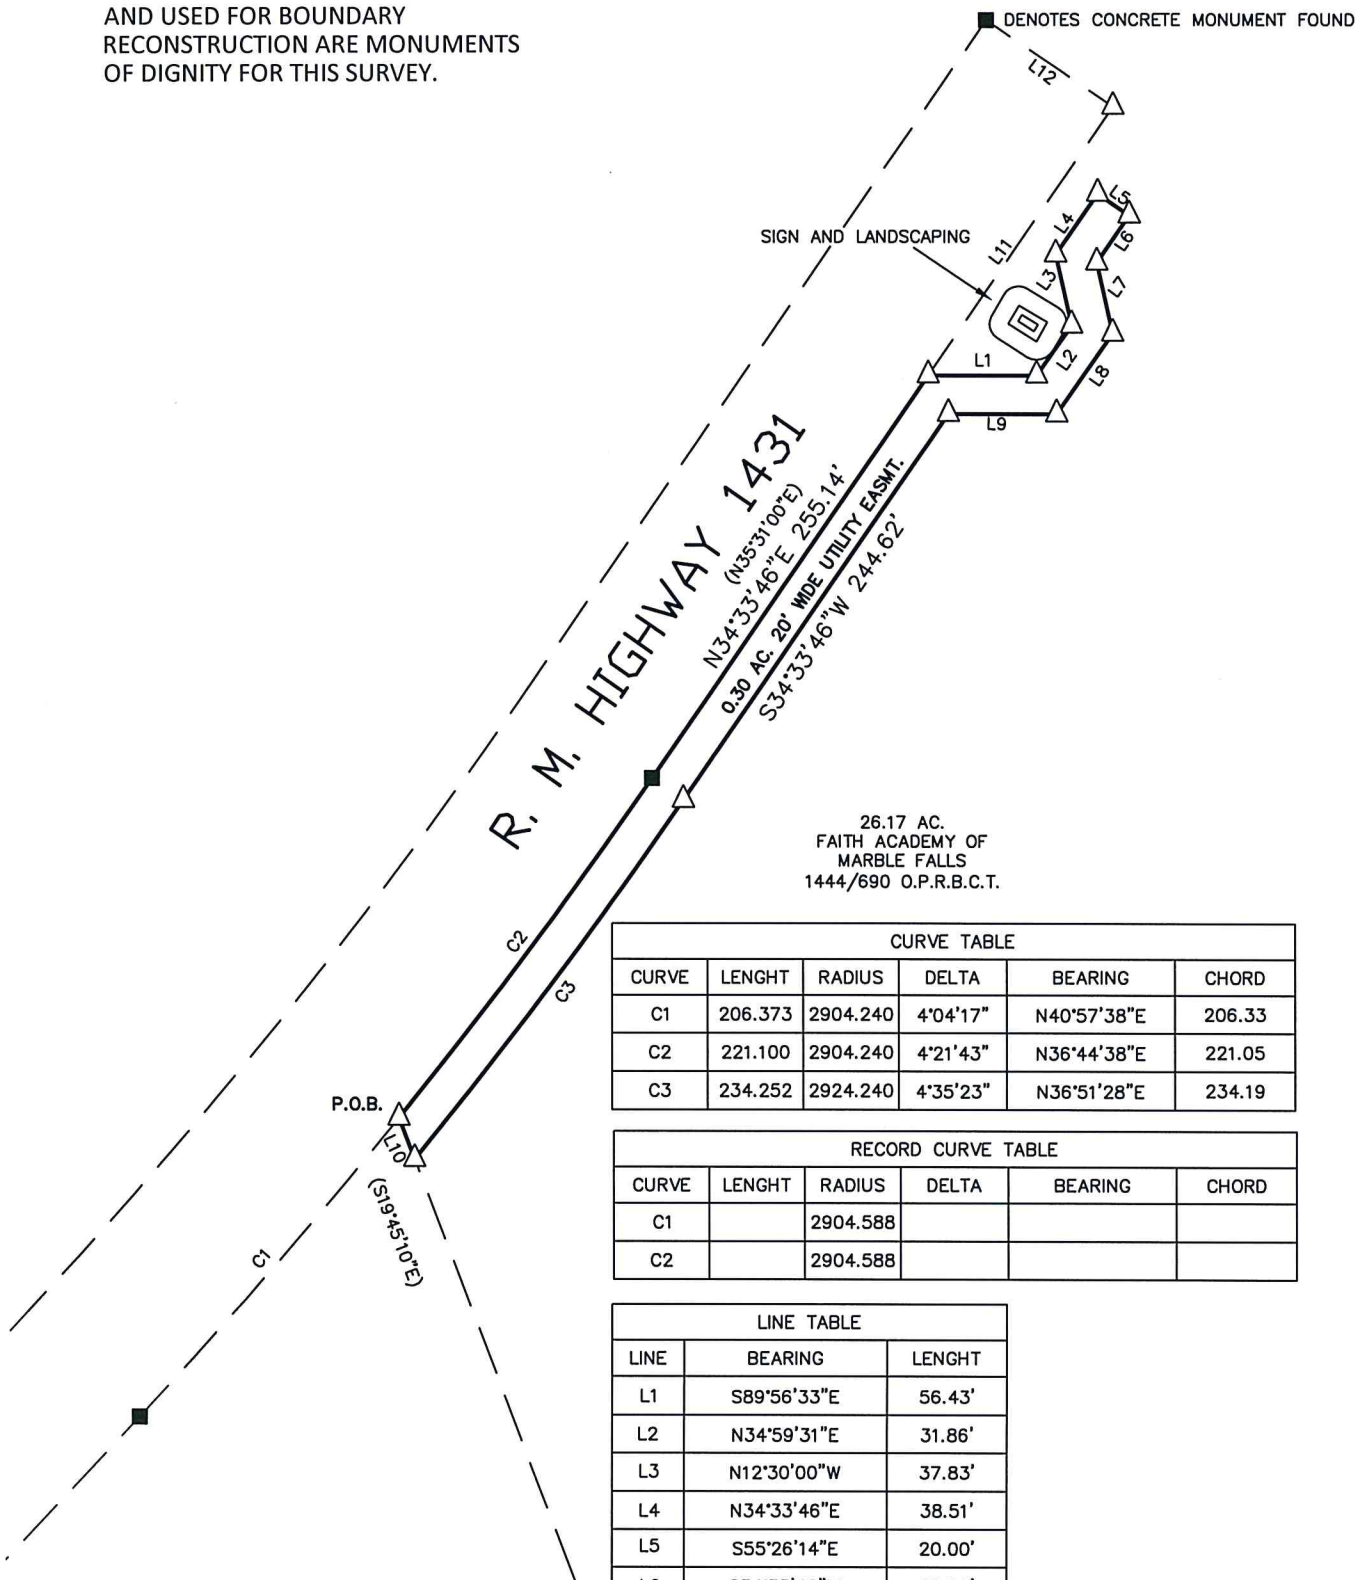 AND USED FOR BOUNDARY
RECONSTRUCTION ARE MONUMENTS
OF DIGNITY FOR THIS SURVEY.
DENOTES CONCRETE MONUMENT FOUND
L12
L5
L4
L6
SIGN AND LANDSCAPING
L11
L3
L7
L1
L2
L8
L9
R. M. HIGHWAY 1431
(N35°31'00"E)
N34°33'46"E 255.14'
0.30 AC. 20' WIDE UTILITY EASMT.
S34°33'46"W 244.62'
26.17 AC.
FAITH ACADEMY OF
MARBLE FALLS
1444/690 O.P.R.B.C.T.
C2
C3
P.O.B.
L10
(S19°45'10"E)
C1
CURVE TABLE
CURVE LENGHT RADIUS DELTA BEARING CHORD
C1 206.373 2904.240 4°04'17" N40°57'38"E 206.33
C2 221.100 2904.240 4°21'43" N36°44'38"E 221.05
C3 234.252 2924.240 4°35'23" N36°51'28"E 234.19
RECORD CURVE TABLE
CURVE LENGHT RADIUS DELTA BEARING CHORD
C1 2904.588
C2 2904.588
LINE TABLE
LINE BEARING LENGHT
L1 S89°56'33"E 56.43'
L2 N34°59'31"E 31.86'
L3 N12°30'00"W 37.83'
L4 N34°33'46"E 38.51'
L5 S55°26'14"E 20.00'